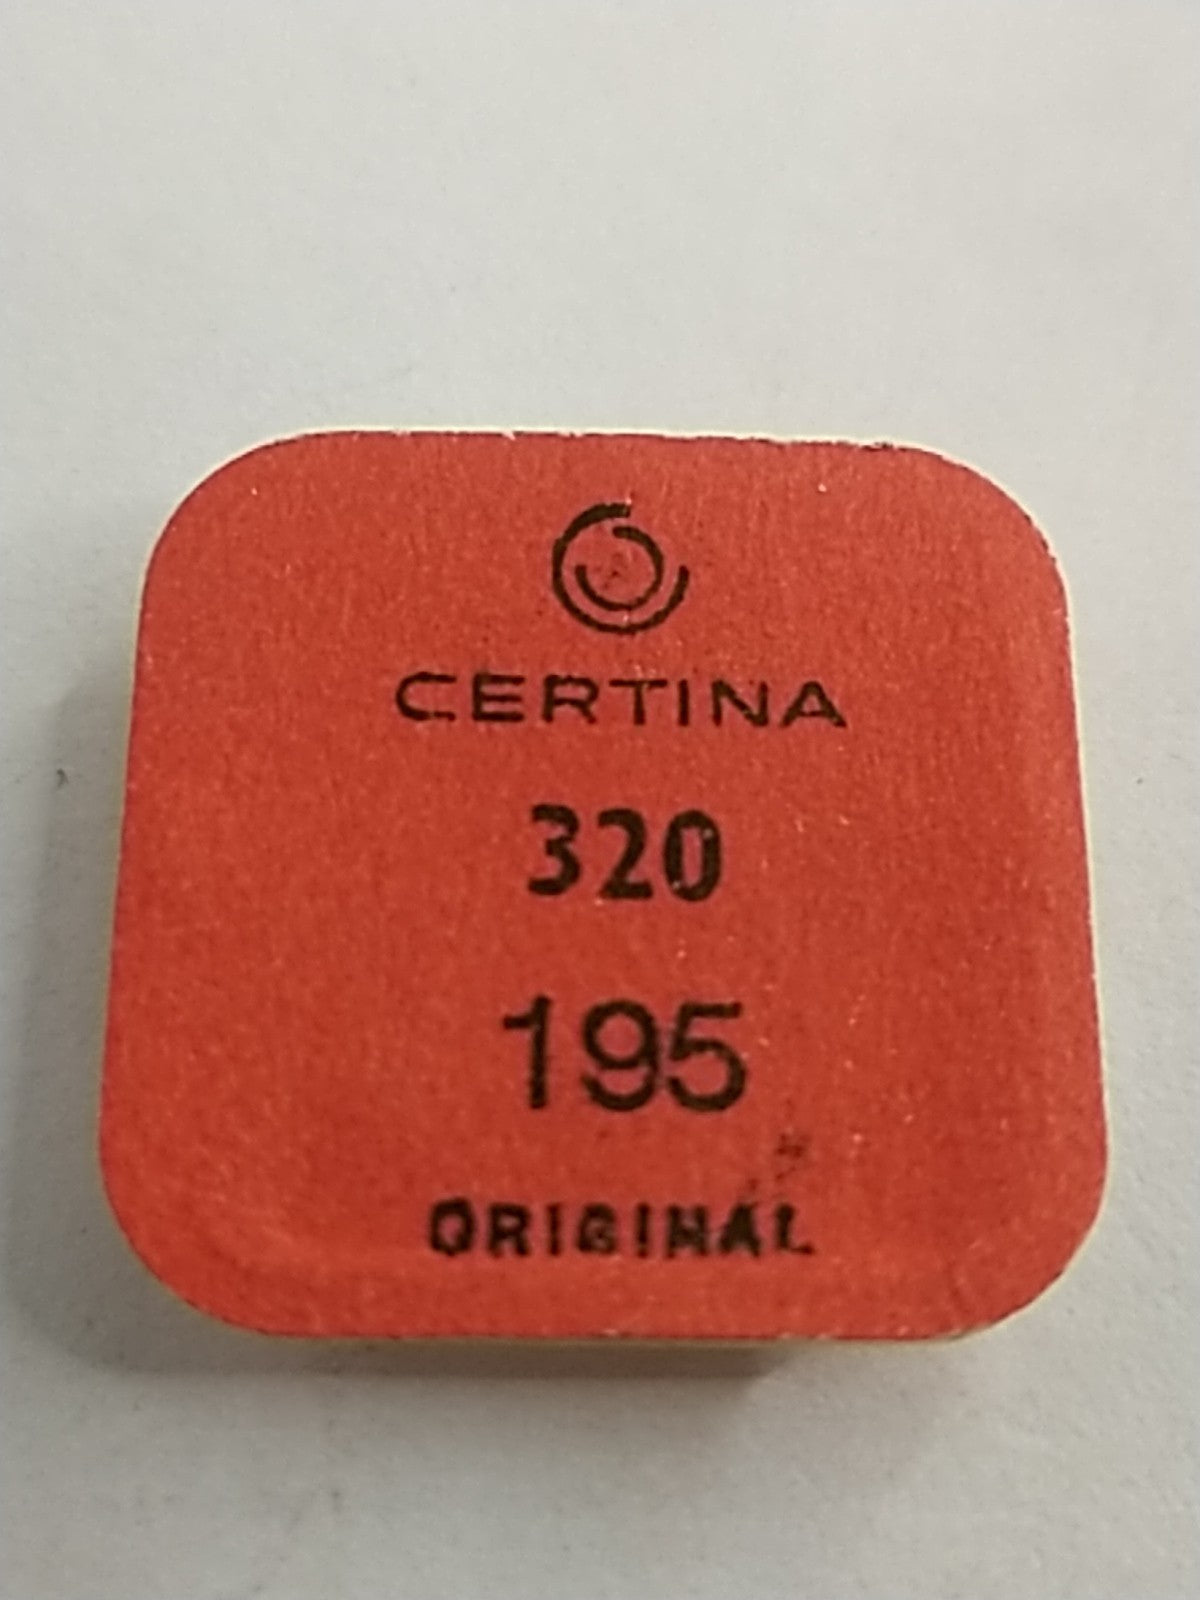 CERTINA
320
195
ORIGINAL